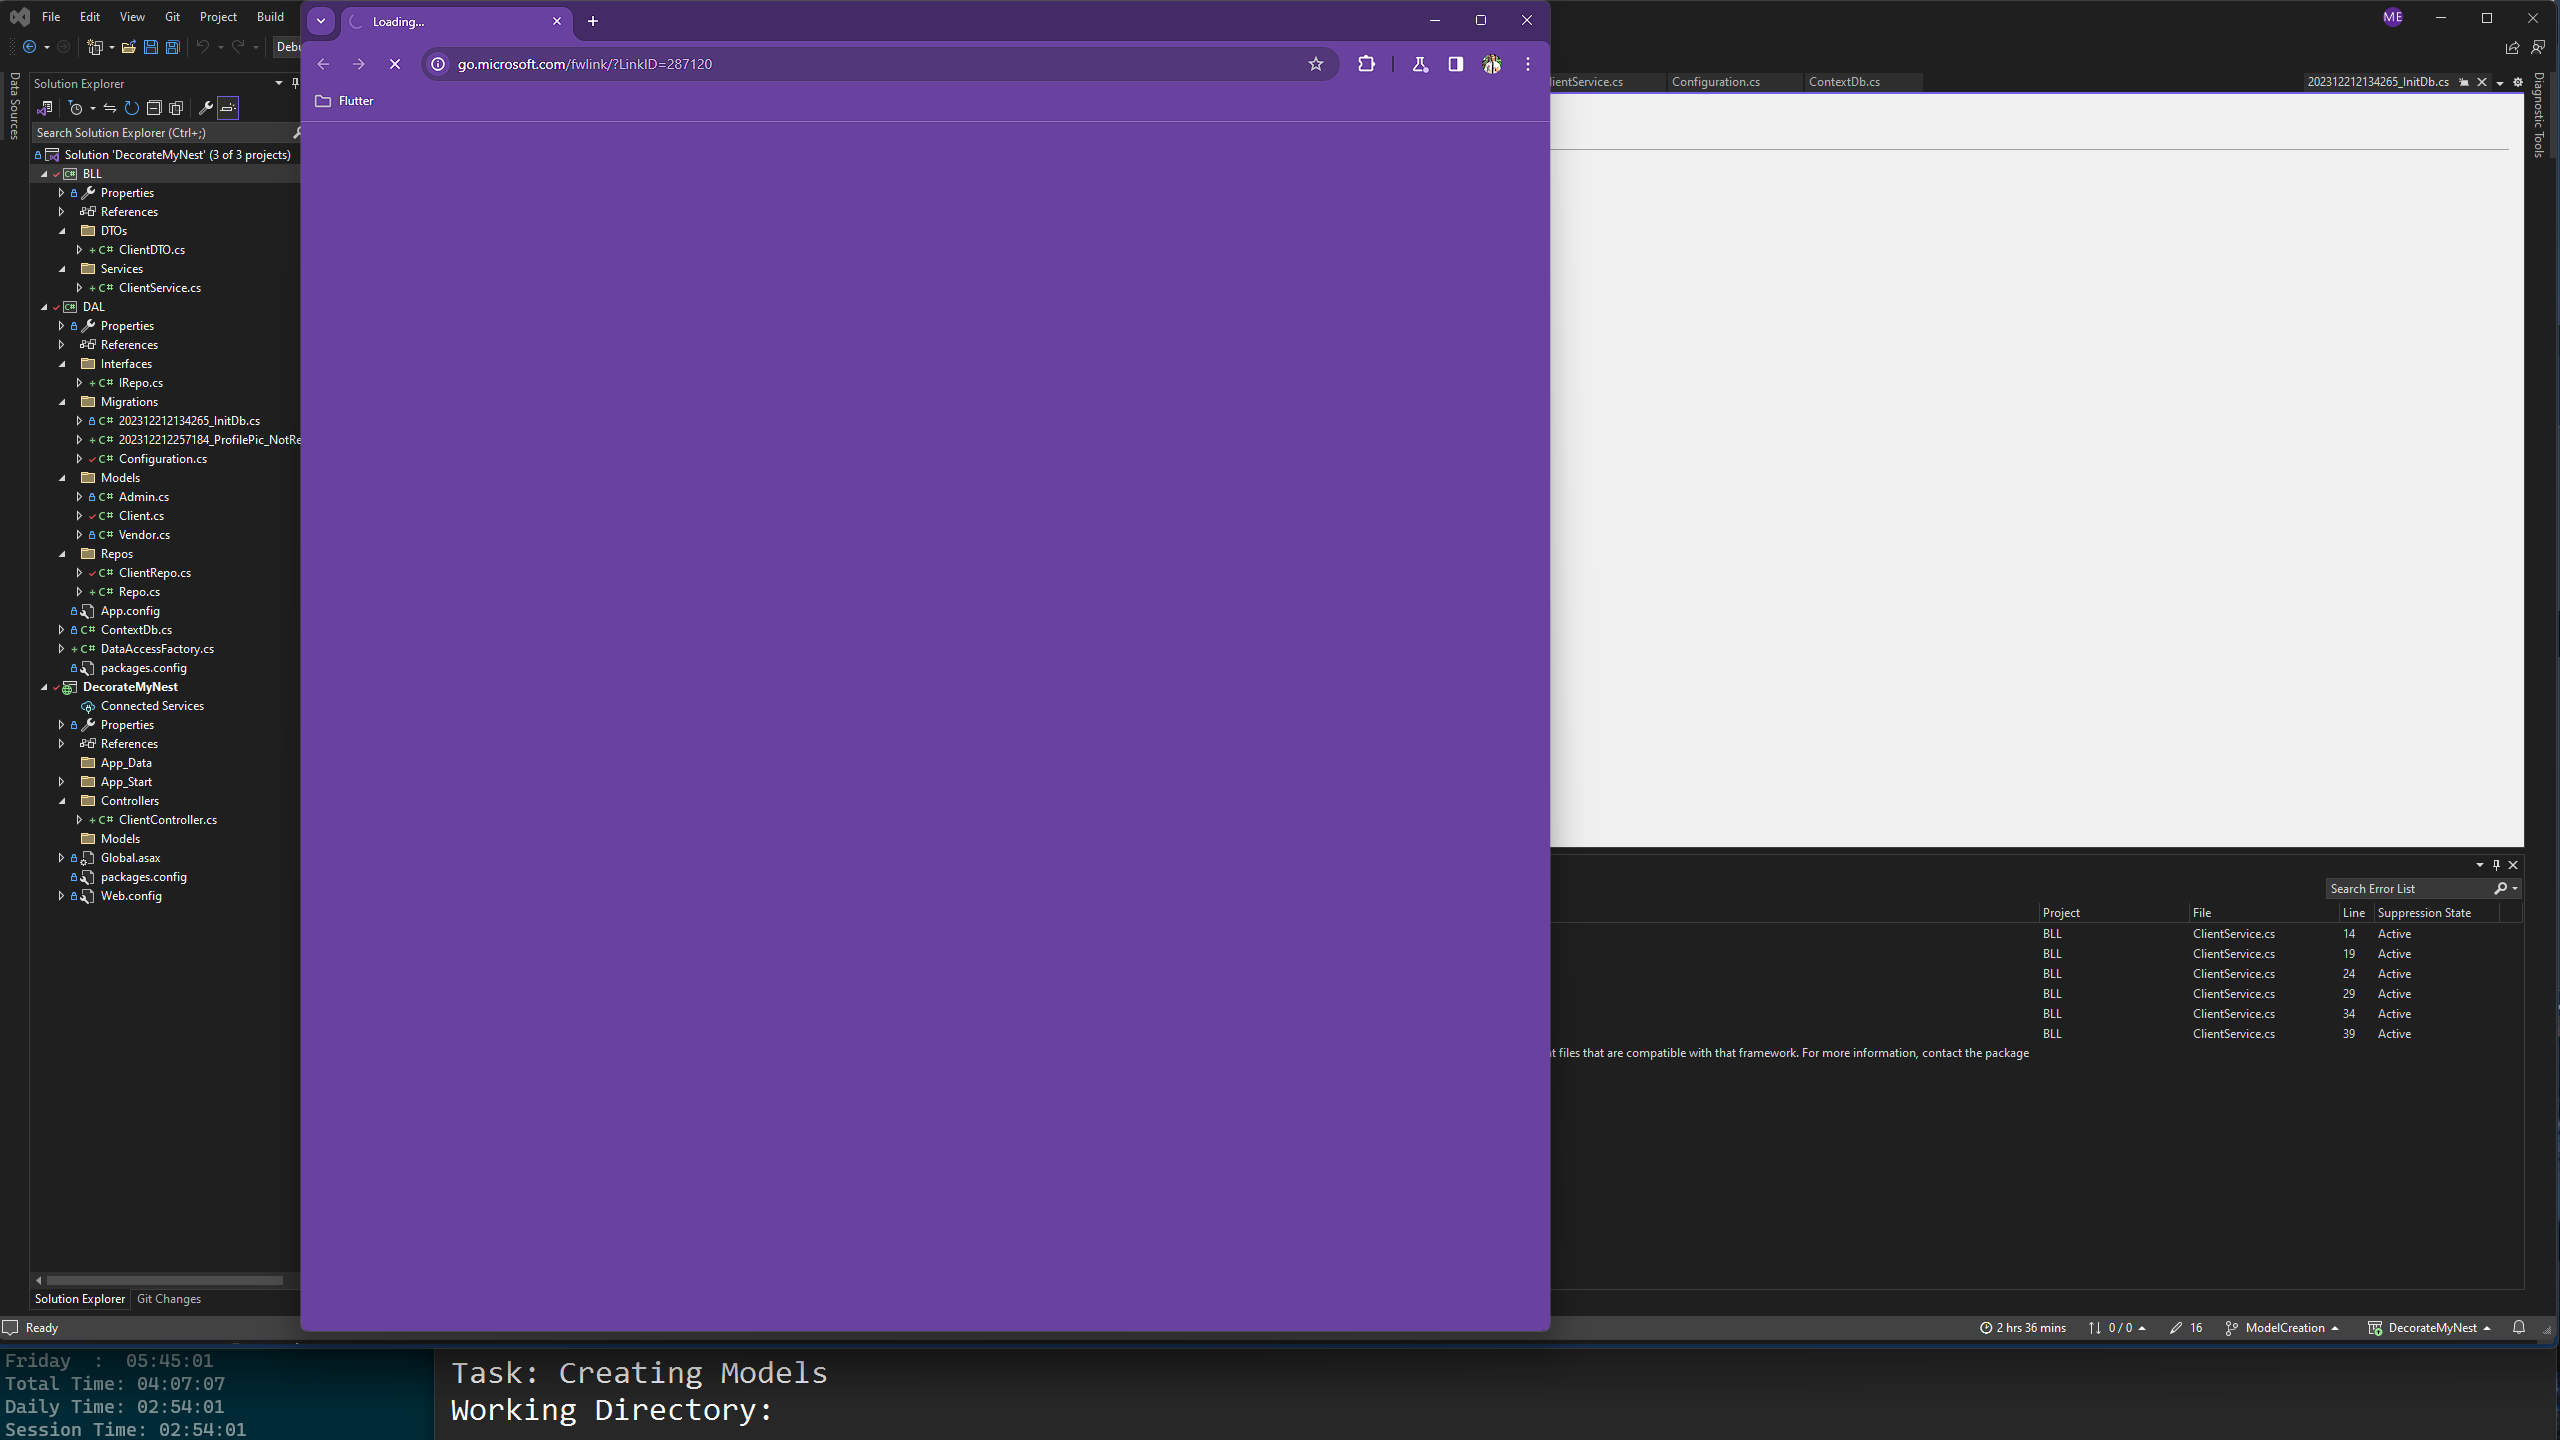 File Edit View Git Project Build
Debu
Loading...
go.microsoft.com/fwlink/?LinkID=287120
Flutter
ME
Data Sources
Solution Explorer
Search Solution Explorer (Ctrl+;)
Solution 'DecorateMyNest' (3 of 3 projects)
BLL
Properties
References
DTOs
C# ClientDTO.cs
Services
C# ClientService.cs
DAL
Properties
References
Interfaces
C# IRepo.cs
Migrations
C# 202312212134265_InitDb.cs
C# 202312212257184_ProfilePic_NotRe
C# Configuration.cs
Models
C# Admin.cs
C# Client.cs
C# Vendor.cs
Repos
C# ClientRepo.cs
C# Repo.cs
App.config
C# ContextDb.cs
C# DataAccessFactory.cs
packages.config
DecorateMyNest
Connected Services
Properties
References
App_Data
App_Start
Controllers
C# ClientController.cs
Models
Global.asax
packages.config
Web.config
Solution Explorer Git Changes
Ready
lientService.cs Configuration.cs ContextDb.cs 202312212134265_InitDb.cs
Diagnostic Tools
Search Error List
Project File Line Suppression State
BLL ClientService.cs 14 Active
BLL ClientService.cs 19 Active
BLL ClientService.cs 24 Active
BLL ClientService.cs 29 Active
BLL ClientService.cs 34 Active
BLL ClientService.cs 39 Active
t files that are compatible with that framework. For more information, contact the package
2 hrs 36 mins 0 / 0 16 ModelCreation DecorateMyNest
Friday : 05:45:01
Total Time: 04:07:07
Daily Time: 02:54:01
Session Time: 02:54:01
Task: Creating Models
Working Directory: